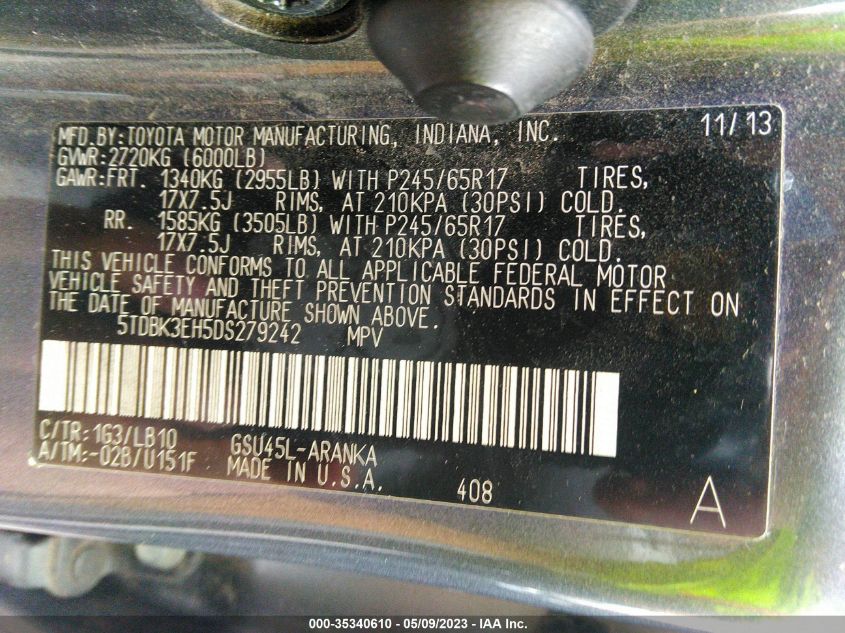 MFD.BY:TOYOTA MOTOR MANUFACTURING, INDIANA, INC. 11/13
GVWR:2720KG (6000LB)
GAWR:FRT. 1340KG (2955LB) WITH P245/65R17 TIRES,
17X7.5J RIMS, AT 210KPA (30PSI) COLD.
RR. 1585KG (3505LB) WITH P245/65R17 TIRES,
17X7.5J RIMS, AT 210KPA (30PSI) COLD.
THIS VEHICLE CONFORMS TO ALL APPLICABLE FEDERAL MOTOR
VEHICLE SAFETY AND THEFT PREVENTION STANDARDS IN EFFECT ON
THE DATE OF MANUFACTURE SHOWN ABOVE.
5TDBK3EH5DS279242 MPV
C/TR:1G3/LB10 GSU45L-ARANKA
A/TM:-02B/U151F MADE IN U.S.A. 408 A
000-35340610 - 05/09/2023 - IAA Inc.